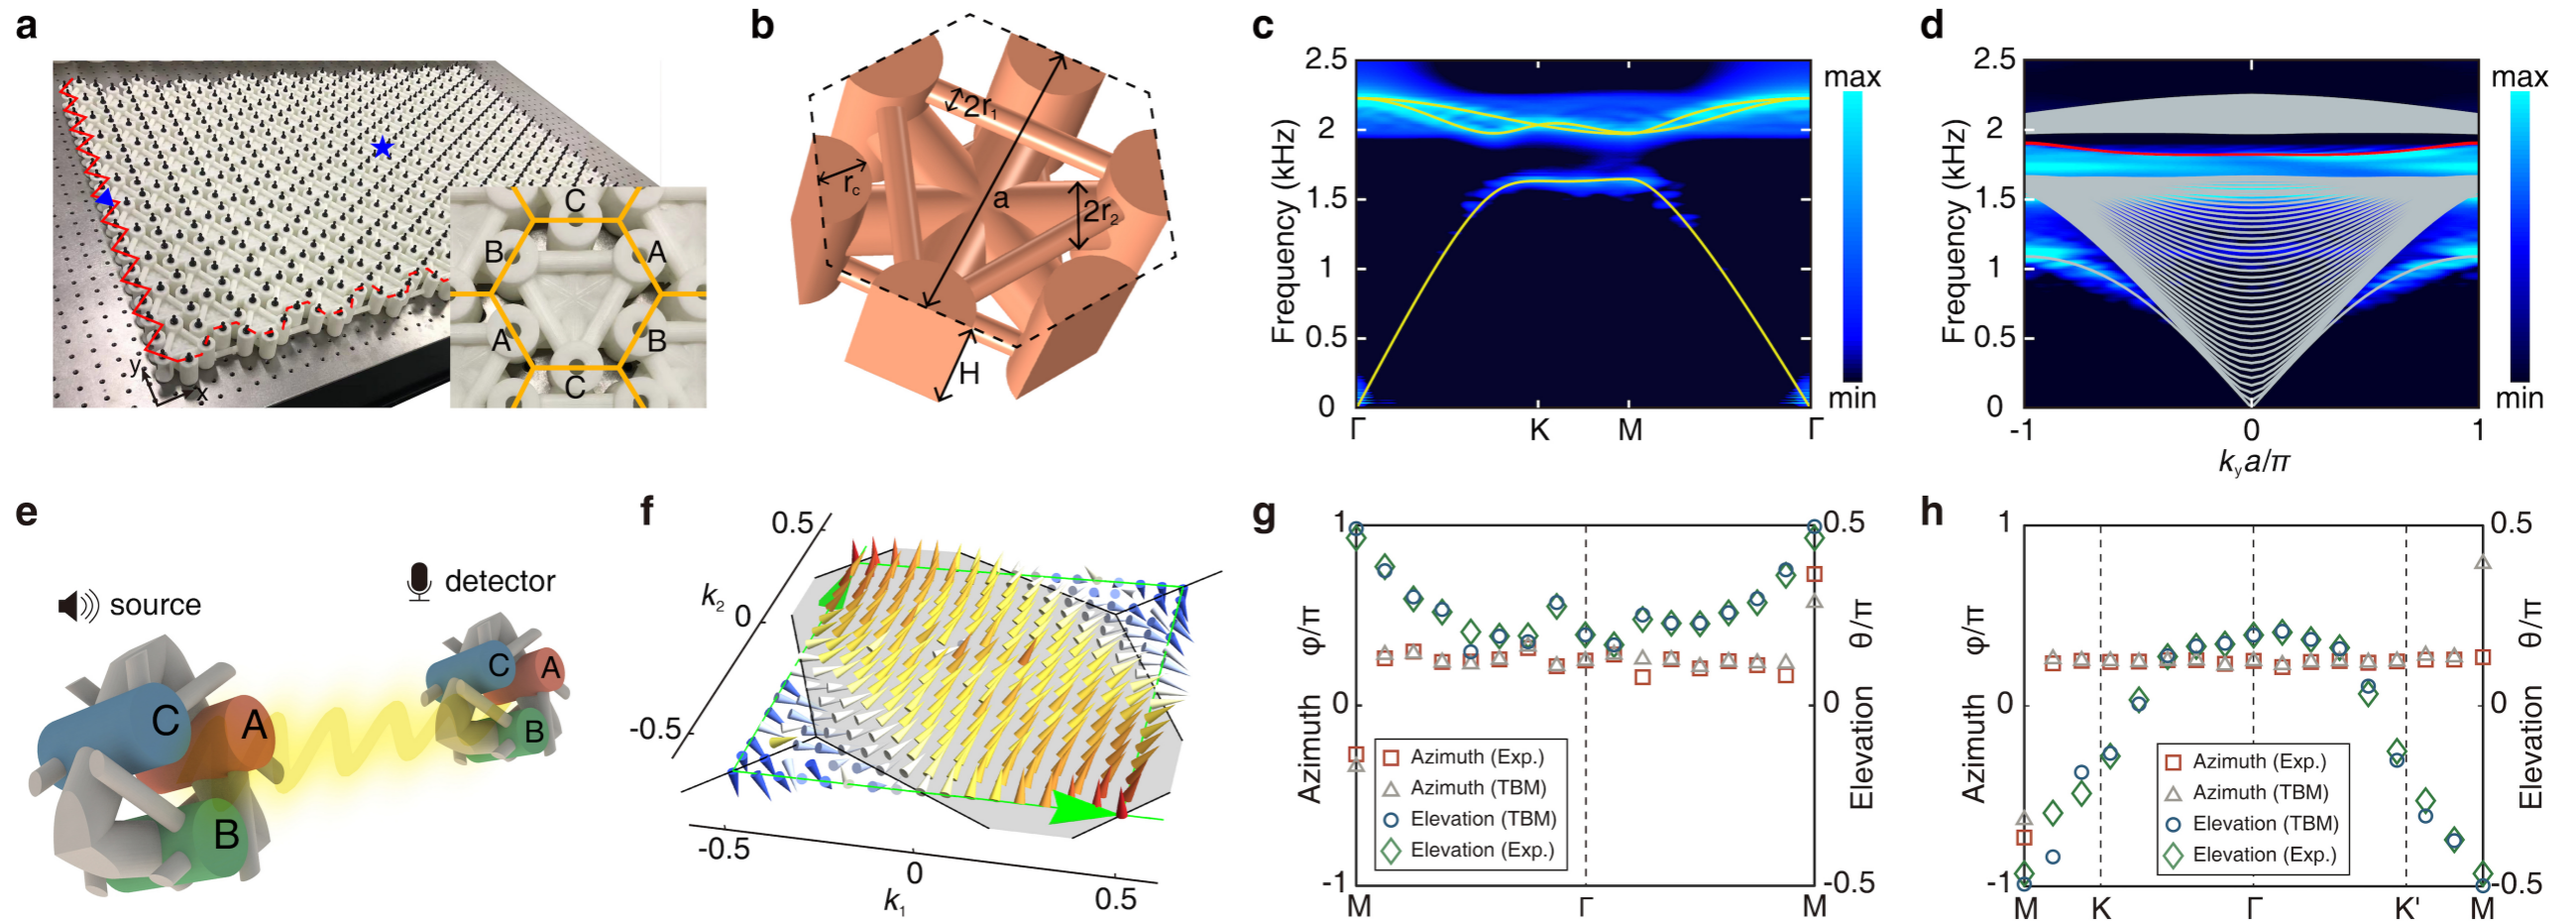 a
y
x
C
B
A
A
B
C
b
2r₁
r_c
a
2r₂
H
c
Frequency (kHz)
2.5
2
1.5
1
0.5
0
Γ
K
M
Γ
max
min
d
Frequency (kHz)
2.5
2
1.5
1
0.5
0
-1
0
1
k_y a/π
max
min
e
source
detector
C
A
B
C
A
B
f
0.5
k₂
0
-0.5
-0.5
0
0.5
k₁
g
1
0
-1
φ/π
Azimuth
0.5
0
-0.5
θ/π
Elevation
Azimuth (Exp.)
Azimuth (TBM)
Elevation (TBM)
Elevation (Exp.)
M
Γ
M
h
1
0
-1
φ/π
Azimuth
0.5
0
-0.5
θ/π
Elevation
Azimuth (Exp.)
Azimuth (TBM)
Elevation (TBM)
Elevation (Exp.)
M
K
Γ
K'
M